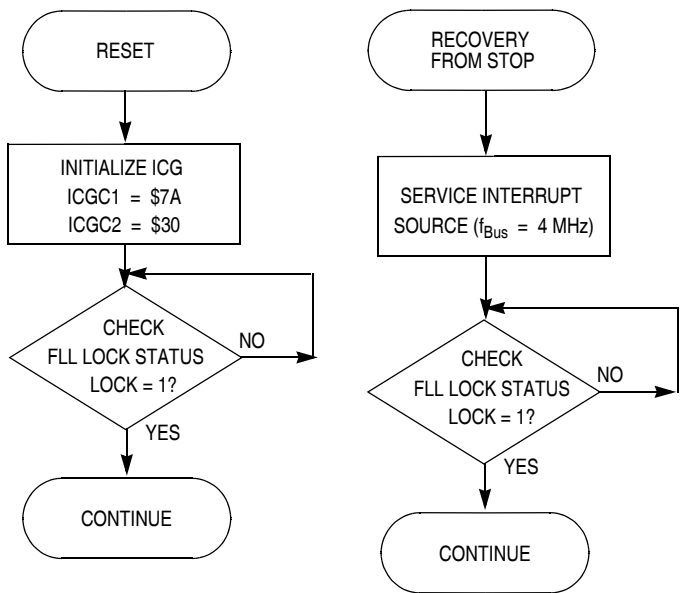 RESET
INITIALIZE ICG
ICGC1 = $7A
ICGC2 = $30
CHECK
FLL LOCK STATUS
LOCK = 1?
NO
YES
CONTINUE
RECOVERY
FROM STOP
SERVICE INTERRUPT
SOURCE (fBus = 4 MHz)
CHECK
FLL LOCK STATUS
LOCK = 1?
NO
YES
CONTINUE